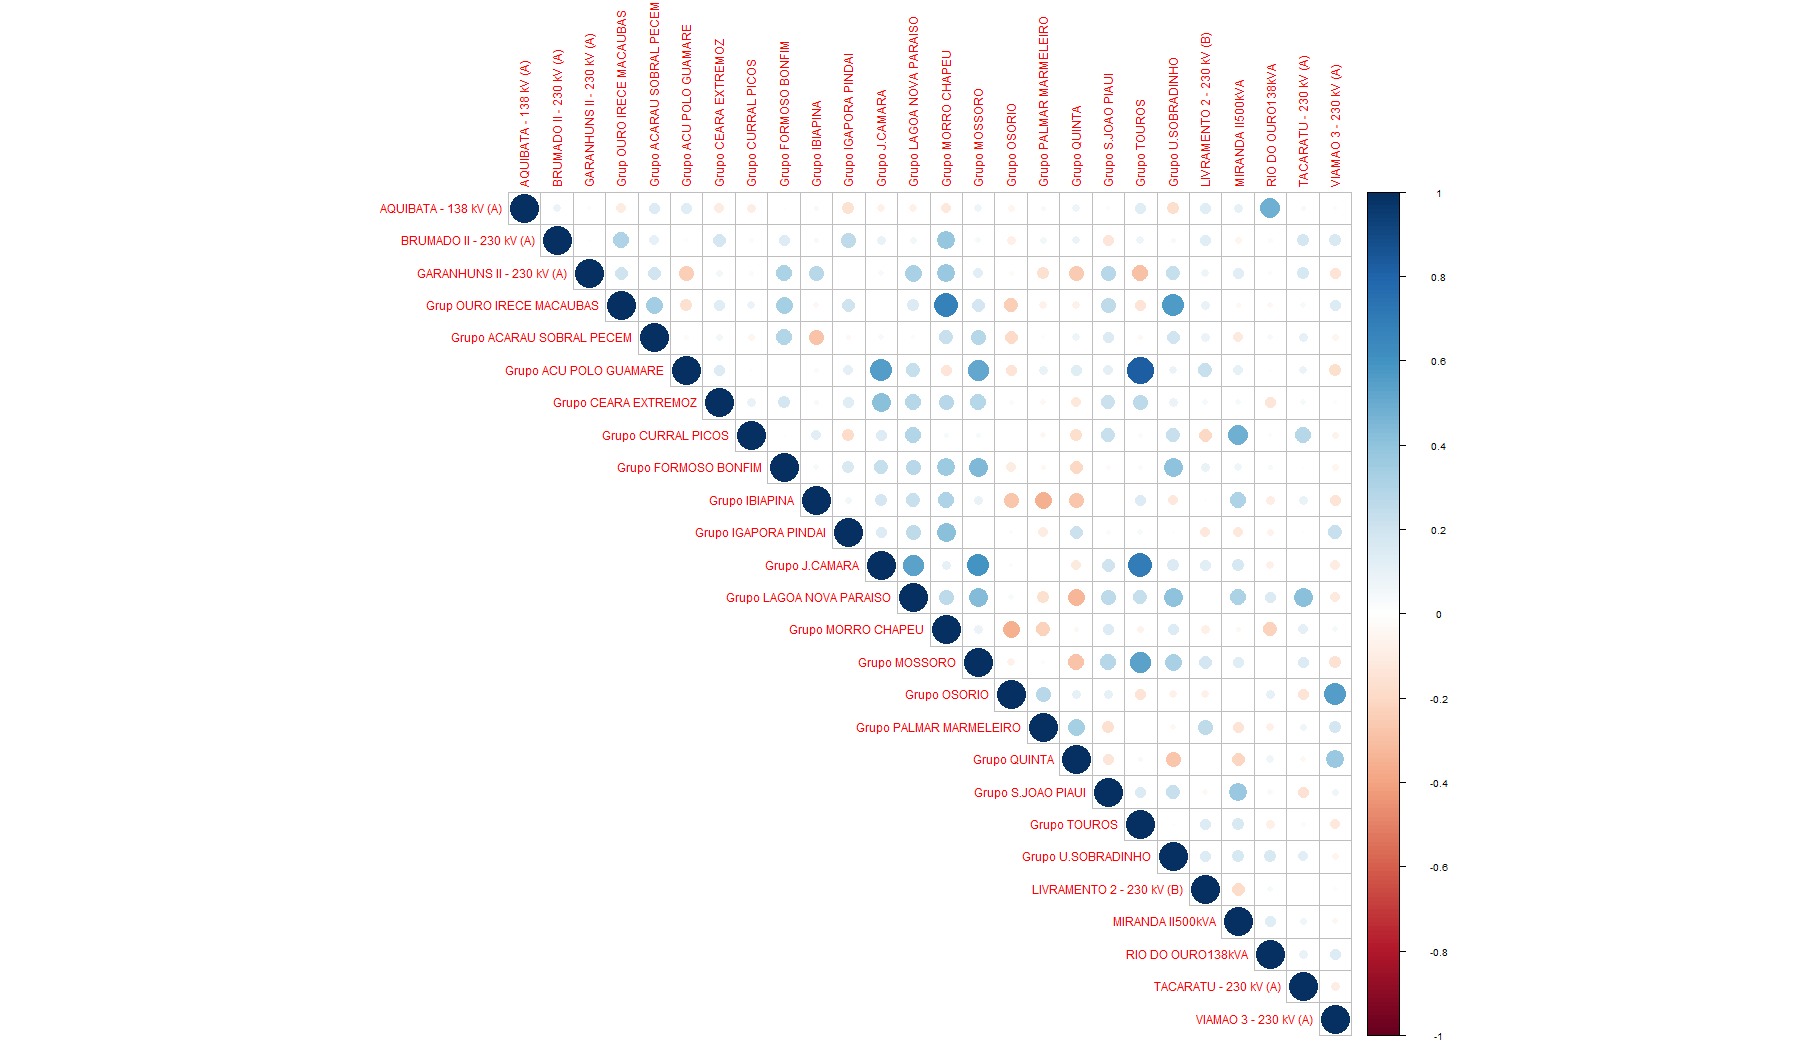 AQUIBATA - 138 kV (A)
BRUMADO II - 230 kV (A)
GARANHUNS II - 230 kV (A)
Grup OURO IRECE MACAUBAS
Grupo ACARAU SOBRAL PECEM
Grupo ACU POLO GUAMARE
Grupo CEARA EXTREMOZ
Grupo CURRAL PICOS
Grupo FORMOSO BONFIM
Grupo IBIAPINA
Grupo IGAPORA PINDAI
Grupo J.CAMARA
Grupo LAGOA NOVA PARAISO
Grupo MORRO CHAPEU
Grupo MOSSORO
Grupo OSORIO
Grupo PALMAR MARMELEIRO
Grupo QUINTA
Grupo S.JOAO PIAUI
Grupo TOUROS
Grupo U.SOBRADINHO
LIVRAMENTO 2 - 230 kV (B)
MIRANDA II500kVA
RIO DO OURO138kVA
TACARATU - 230 kV (A)
VIAMAO 3 - 230 kV (A)
AQUIBATA - 138 kV (A)
BRUMADO II - 230 kV (A)
GARANHUNS II - 230 kV (A)
Grup OURO IRECE MACAUBAS
Grupo ACARAU SOBRAL PECEM
Grupo ACU POLO GUAMARE
Grupo CEARA EXTREMOZ
Grupo CURRAL PICOS
Grupo FORMOSO BONFIM
Grupo IBIAPINA
Grupo IGAPORA PINDAI
Grupo J.CAMARA
Grupo LAGOA NOVA PARAISO
Grupo MORRO CHAPEU
Grupo MOSSORO
Grupo OSORIO
Grupo PALMAR MARMELEIRO
Grupo QUINTA
Grupo S.JOAO PIAUI
Grupo TOUROS
Grupo U.SOBRADINHO
LIVRAMENTO 2 - 230 kV (B)
MIRANDA II500kVA
RIO DO OURO138kVA
TACARATU - 230 kV (A)
VIAMAO 3 - 230 kV (A)
1
0.8
0.6
0.4
0.2
0
-0.2
-0.4
-0.6
-0.8
-1